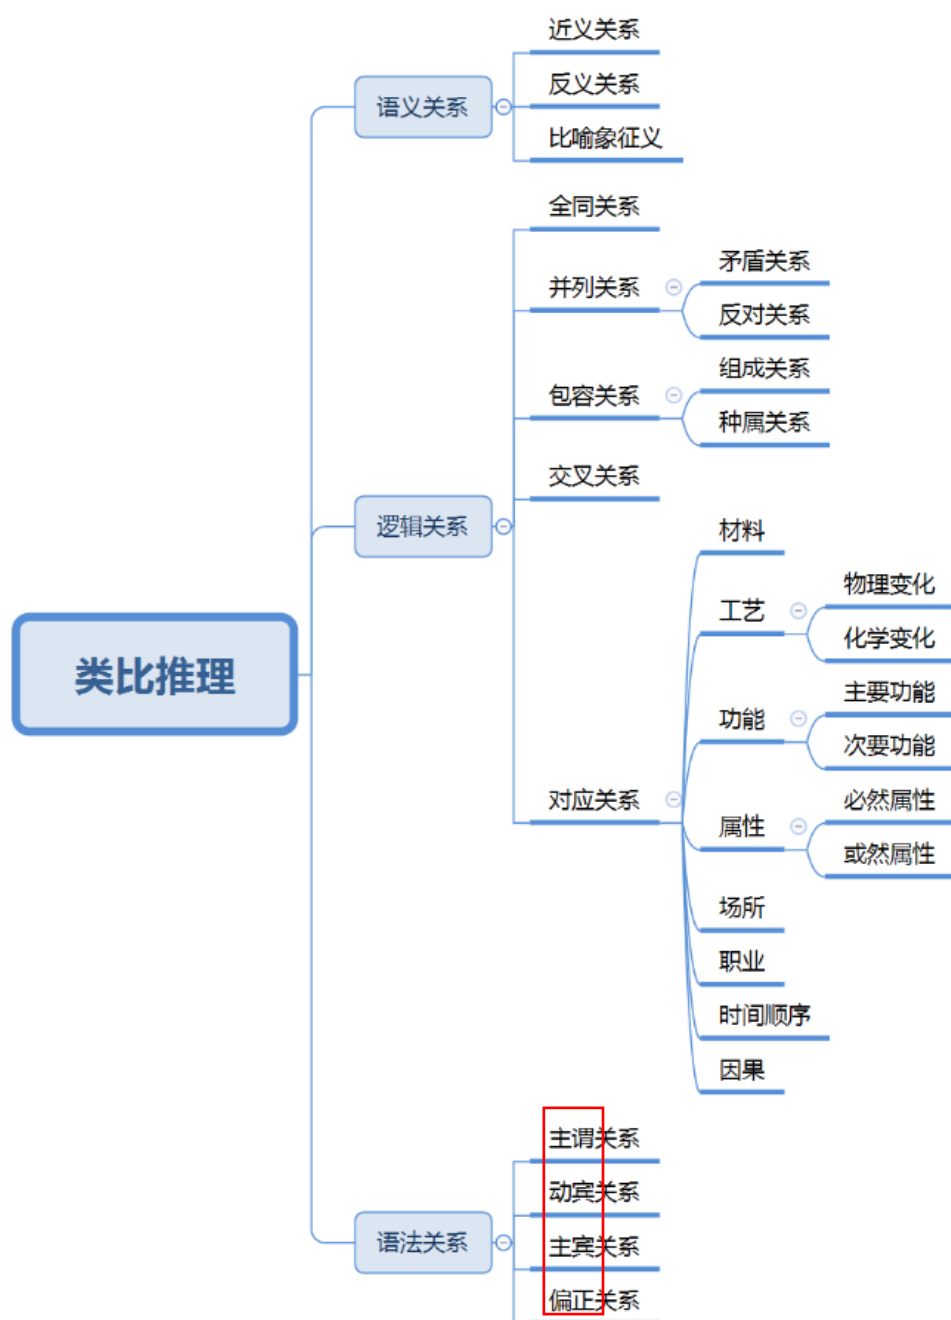 类比推理
语义关系
近义关系
反义关系
比喻象征义
逻辑关系
全同关系
并列关系
矛盾关系
反对关系
包容关系
组成关系
种属关系
交叉关系
对应关系
材料
工艺
物理变化
化学变化
功能
主要功能
次要功能
属性
必然属性
或然属性
场所
职业
时间顺序
因果
语法关系
主谓关系
动宾关系
主宾关系
偏正关系